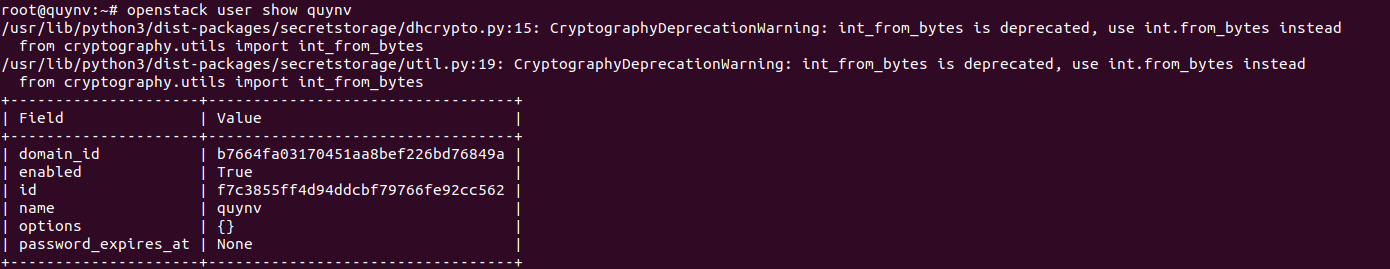 root@quynv:~# openstack user show quynv
/usr/lib/python3/dist-packages/secretstorage/dhcrypto.py:15: CryptographyDeprecationWarning: int_from_bytes is deprecated, use int.from_bytes instead
  from cryptography.utils import int_from_bytes
/usr/lib/python3/dist-packages/secretstorage/util.py:19: CryptographyDeprecationWarning: int_from_bytes is deprecated, use int.from_bytes instead
  from cryptography.utils import int_from_bytes
+---------------------+----------------------------------+
| Field               | Value                            |
+---------------------+----------------------------------+
| domain_id           | b7664fa03170451aa8bef226bd76849a |
| enabled             | True                             |
| id                  | f7c3855ff4d94ddcbf79766fe92cc562 |
| name                | quynv                            |
| options             | {}                               |
| password_expires_at | None                             |
+---------------------+----------------------------------+